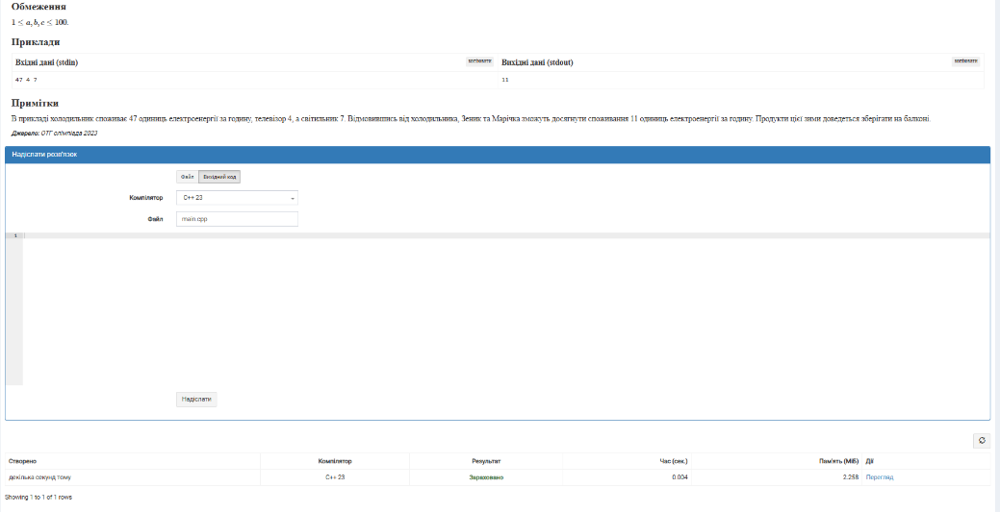 Обмеження
1 ≤ a, b, c ≤ 100.
Приклади
Вхідні дані (stdin) копіювати Вихідні дані (stdout) копіювати
47 4 7 11
Примітки
В прикладі холодильник споживає 47 одиниць електроенергії за годину, телевізор 4, а світильник 7. Відмовившись від холодильника, Зеник та Марічка зможуть досягнути споживання 11 одиниць електроенергії за годину. Продукти цієї зими доведеться зберігати на балконі.
Джерело: ОТГ олімпіада 2023
Надіслати розв'язок
Файл Вихідний код
Компілятор C++ 23
Файл main.cpp
1
Надіслати
Створено Компілятор Результат Час (сек.) Пам'ять (МіБ) Дії
декілька секунд тому C++ 23 Зараховано 0.004 2.258 Перегляд
Showing 1 to 1 of 1 rows